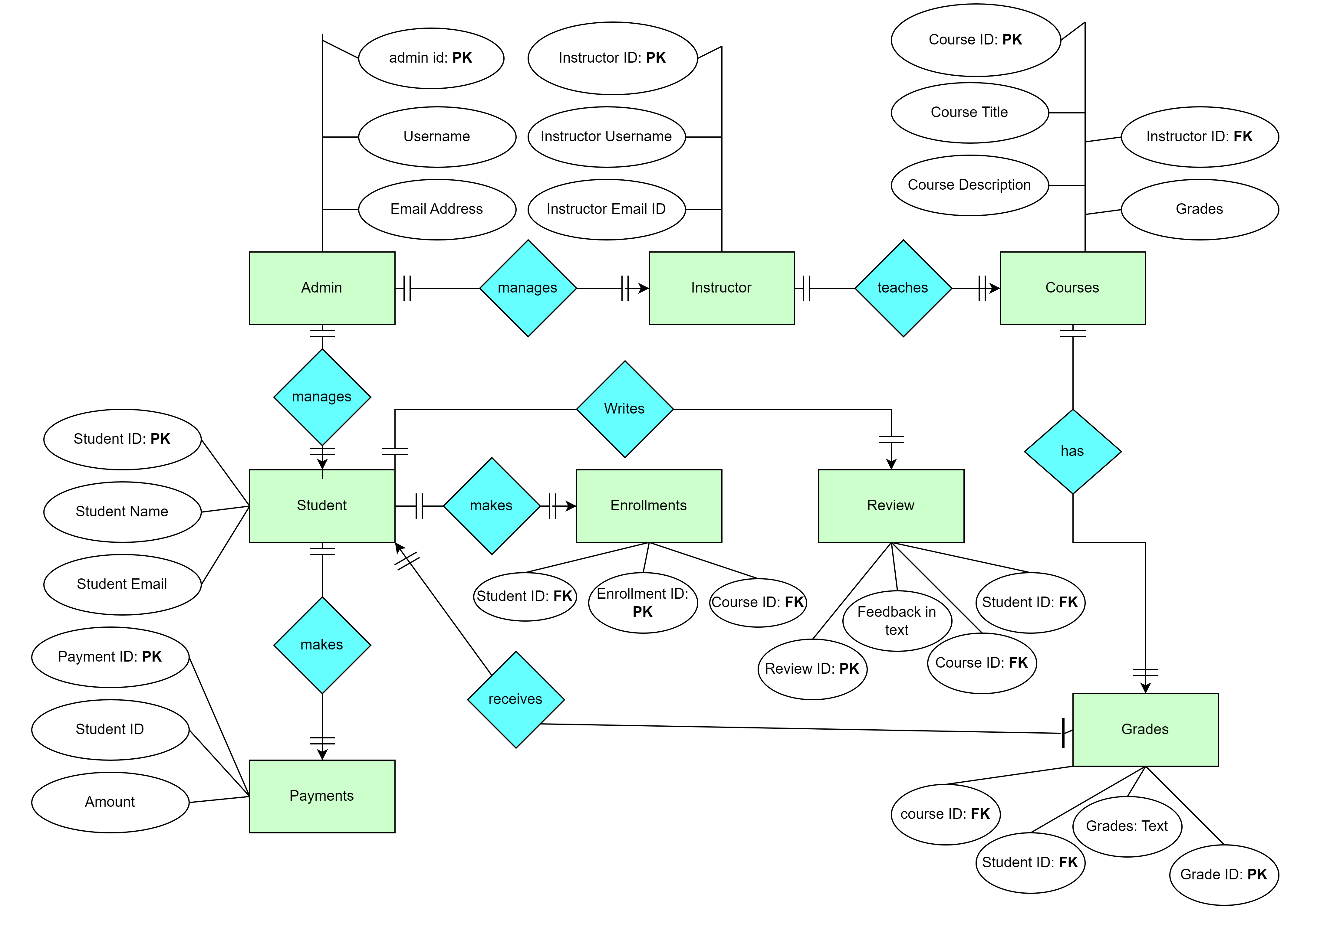 admin id: PK
Username
Email Address
Instructor ID: PK
Instructor Username
Instructor Email ID
Course ID: PK
Course Title
Course Description
Instructor ID: FK
Grades
Admin
manages
Instructor
teaches
Courses
manages
Writes
has
Student ID: PK
Student Name
Student Email
Student
makes
Enrollments
Review
Student ID: FK
Enrollment ID:
PK
Course ID: FK
Feedback in
text
Student ID: FK
Review ID: PK
Course ID: FK
makes
receives
Payment ID: PK
Student ID
Amount
Payments
Grades
course ID: FK
Student ID: FK
Grades: Text
Grade ID: PK